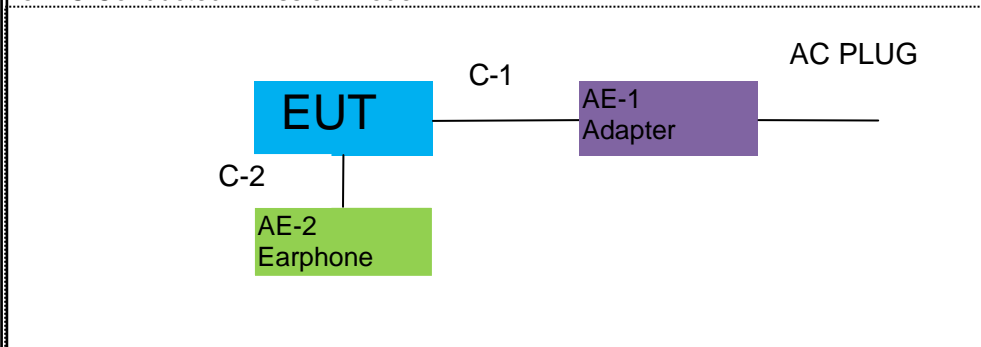 AC PLUG
C-1
EUT
AE-1
Adapter
C-2
AE-2
Earphone